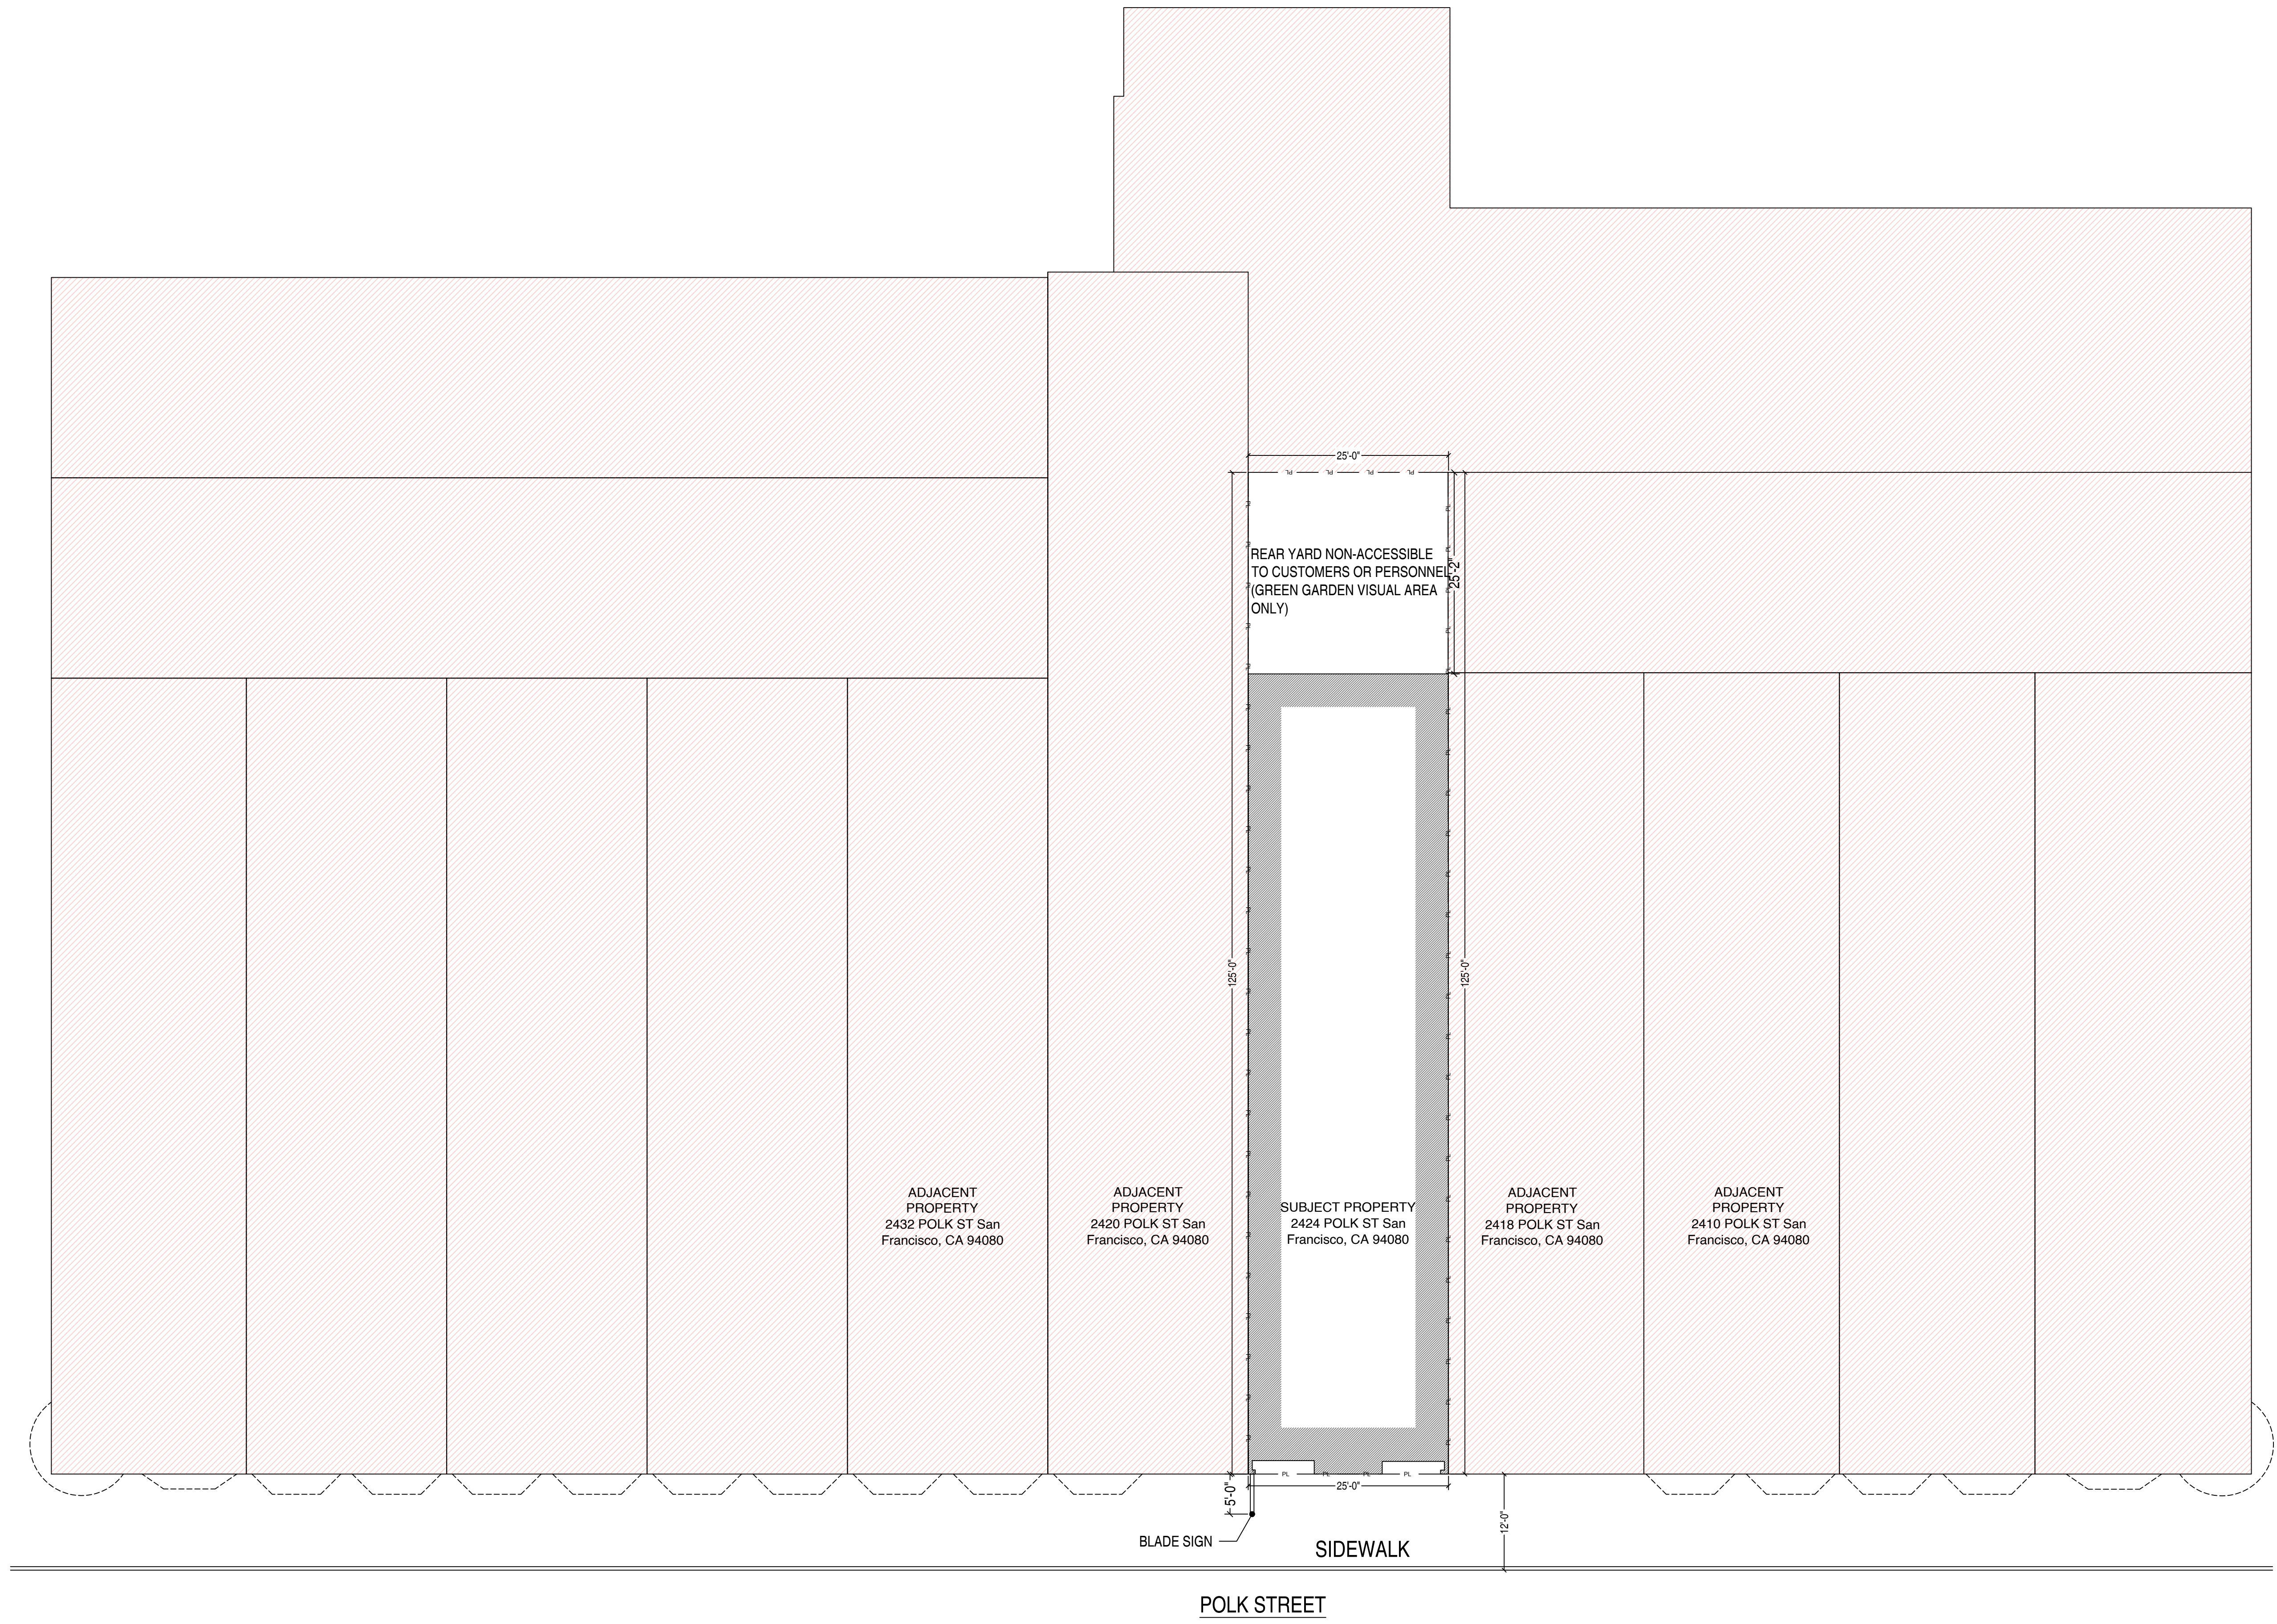 25'-0"
REAR YARD NON-ACCESSIBLE
TO CUSTOMERS OR PERSONNEL
(GREEN GARDEN VISUAL AREA
ONLY)
25'-2"
125'-0"
125'-0"
ADJACENT
PROPERTY
2432 POLK ST San
Francisco, CA 94080
ADJACENT
PROPERTY
2420 POLK ST San
Francisco, CA 94080
SUBJECT PROPERTY
2424 POLK ST San
Francisco, CA 94080
ADJACENT
PROPERTY
2418 POLK ST San
Francisco, CA 94080
ADJACENT
PROPERTY
2410 POLK ST San
Francisco, CA 94080
PL PL PL PL
25'-0"
5'-0"
12'-0"
BLADE SIGN
SIDEWALK
POLK STREET